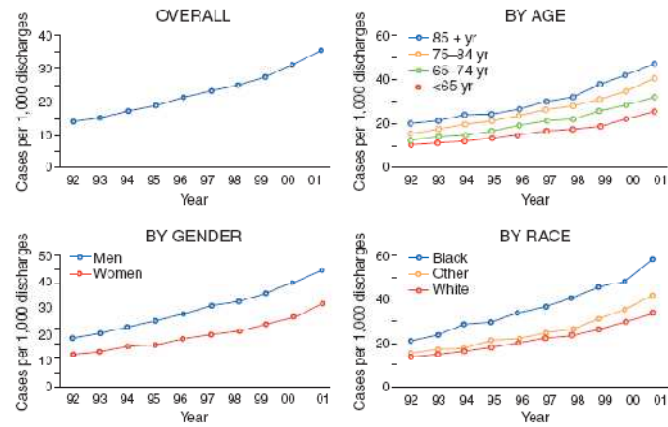 OVERALL
Cases per 1,000 discharges
40
30
20
10
0
92 93 94 95 96 97 98 99 00 01
Year
BY AGE
Cases per 1,000 discharges
60
40
20
0
85 + yr
75–84 yr
65–74 yr
<65 yr
92 93 94 95 96 97 98 99 00 01
Year
BY GENDER
Cases per 1,000 discharges
50
40
30
20
10
0
Men
Women
92 93 94 95 96 97 98 99 00 01
Year
BY RACE
Cases per 1,000 discharges
60
40
20
0
Black
Other
White
92 93 94 95 96 97 98 99 00 01
Year